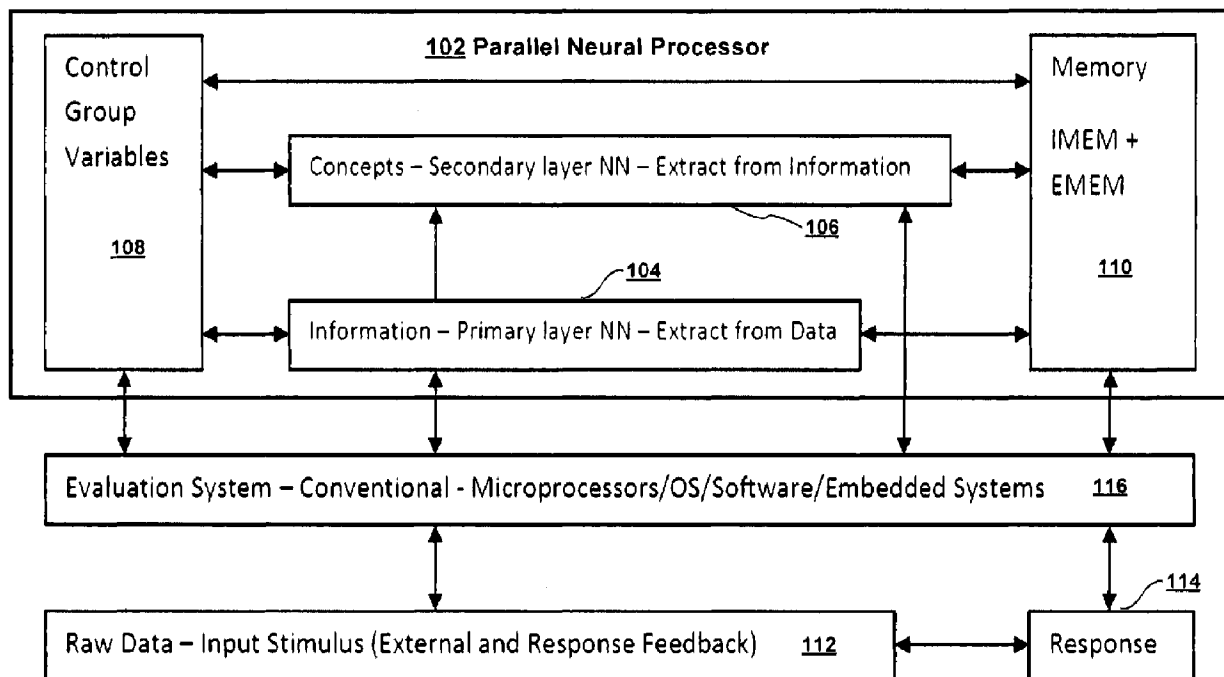 102 Parallel Neural Processor
Control
Group
Variables
108
Memory
IMEM +
EMEM
110
Concepts – Secondary layer NN – Extract from Information
106
104
Information – Primary layer NN – Extract from Data
Evaluation System – Conventional - Microprocessors/OS/Software/Embedded Systems 116
114
Raw Data – Input Stimulus (External and Response Feedback) 112
Response